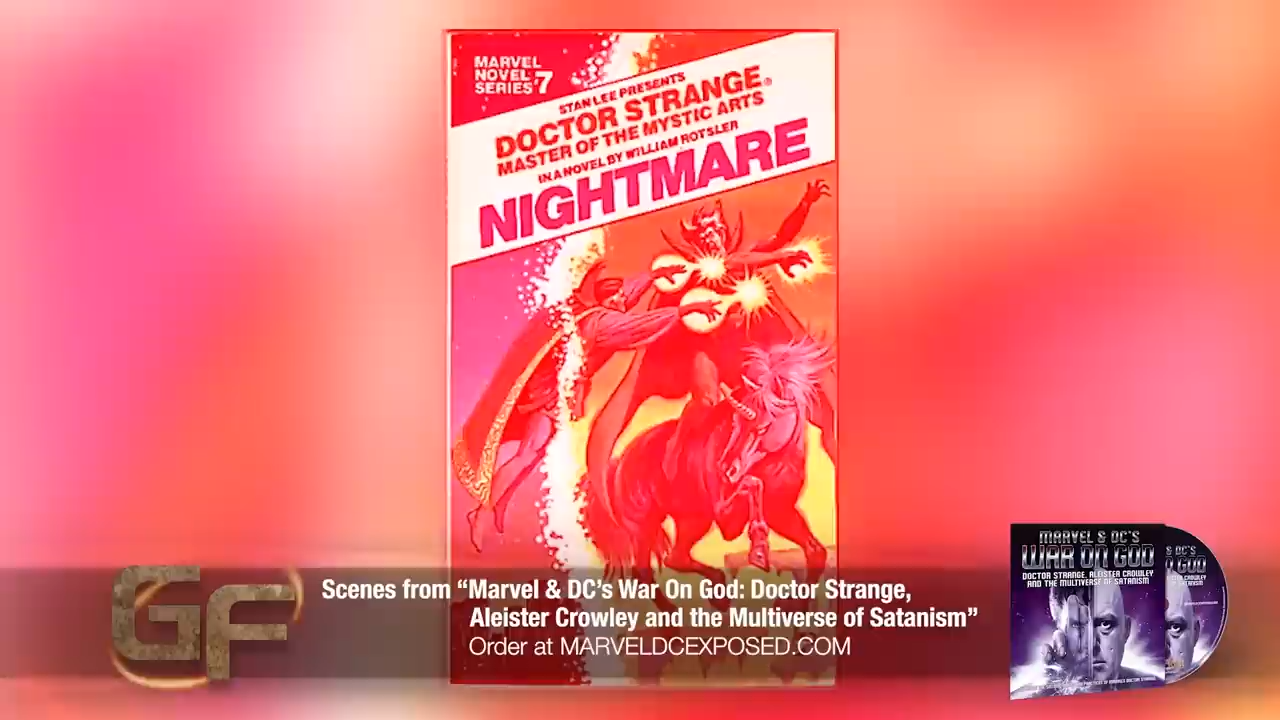 MARVEL
NOVEL
SERIES #7
STAN LEE PRESENTS
DOCTOR STRANGE®
MASTER OF THE MYSTIC ARTS
IN A NOVEL BY WILLIAM ROTSLER
NIGHTMARE
GF
Scenes from “Marvel & DC’s War On God: Doctor Strange,
Aleister Crowley and the Multiverse of Satanism”
Order at MARVELDCEXPOSED.COM
MARVEL & DC'S
WAR ON GOD
DOCTOR STRANGE, ALEISTER CROWLEY
AND THE MULTIVERSE OF SATANISM